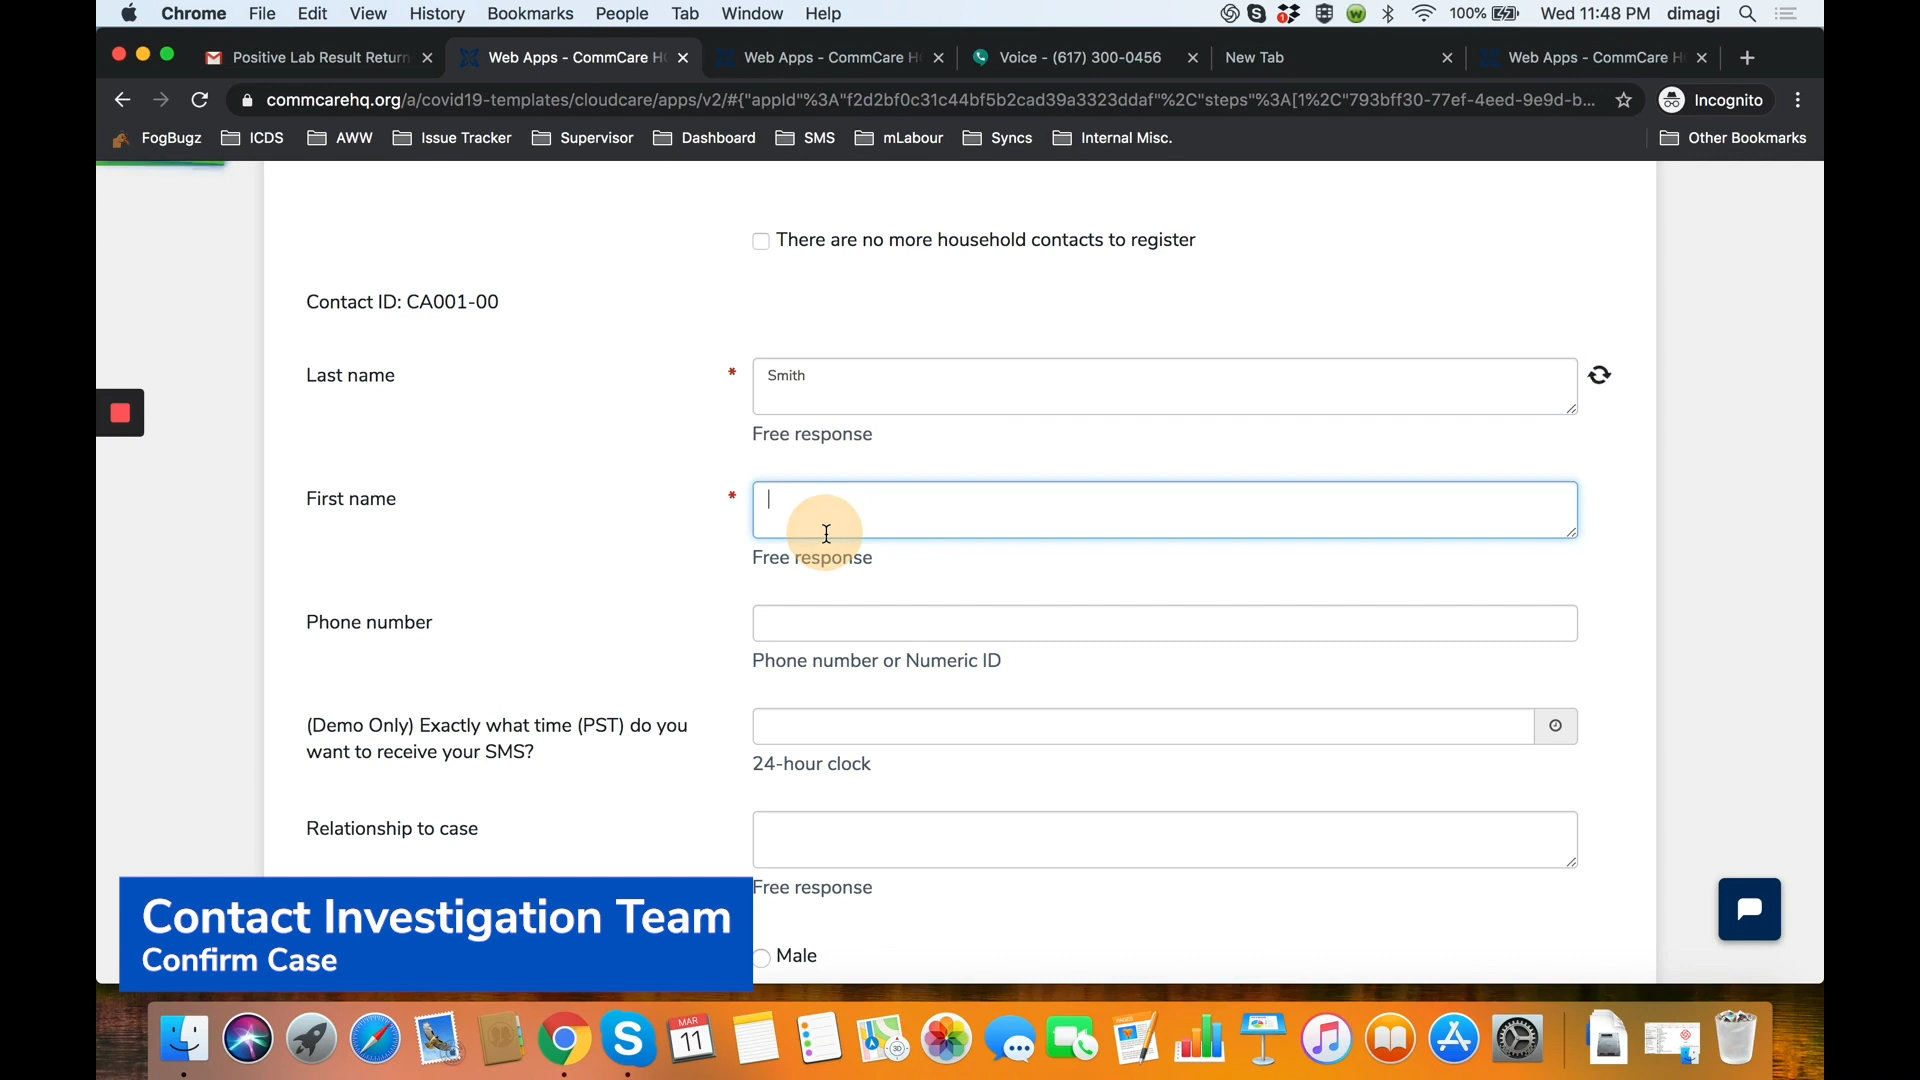 Chrome File Edit View History Bookmarks People Tab Window Help 100% Wed 11:48 PM dimagi
Positive Lab Result Return Web Apps - CommCare H Web Apps - CommCare H Voice - (617) 300-0456 New Tab Web Apps - CommCare H
commcarehq.org/a/covid19-templates/cloudcare/apps/v2/#{"appId"%3A"f2d2bf0c31c44bf5b2cad39a3323ddaf"%2C"steps"%3A[1%2C"793bff30-77ef-4eed-9e9d-b... Incognito
FogBugz ICDS AWW Issue Tracker Supervisor Dashboard SMS mLabour Syncs Internal Misc. Other Bookmarks
There are no more household contacts to register
Contact ID: CA001-00
Last name * Smith
Free response
First name *
Free response
Phone number
Phone number or Numeric ID
(Demo Only) Exactly what time (PST) do you
want to receive your SMS?
24-hour clock
Relationship to case
Free response
Contact Investigation Team
Confirm Case
Male
MAR
11
3D